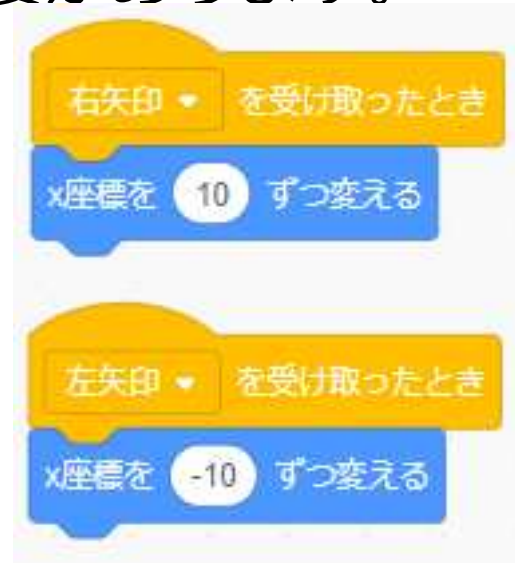 右矢印 を受け取ったとき
x座標を 10 ずつ変える
左矢印 を受け取ったとき
x座標を -10 ずつ変える